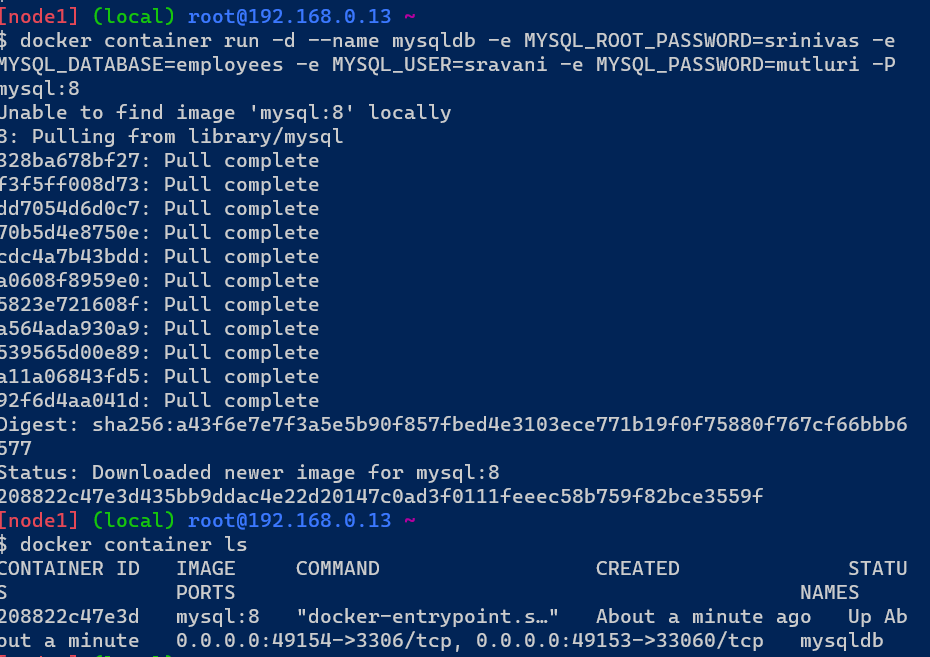 [node1] (local) root@192.168.0.13 ~
$ docker container run -d --name mysqldb -e MYSQL_ROOT_PASSWORD=srinivas -e
MYSQL_DATABASE=employees -e MYSQL_USER=sravani -e MYSQL_PASSWORD=mutluri -P
mysql:8
Unable to find image 'mysql:8' locally
8: Pulling from library/mysql
328ba678bf27: Pull complete
f3f5ff008d73: Pull complete
dd7054d6d0c7: Pull complete
70b5d4e8750e: Pull complete
cdc4a7b43bdd: Pull complete
a0608f8959e0: Pull complete
5823e721608f: Pull complete
a564ada930a9: Pull complete
539565d00e89: Pull complete
a11a06843fd5: Pull complete
92f6d4aa041d: Pull complete
Digest: sha256:a43f6e7e7f3a5e5b90f857fbed4e3103ece771b19f0f75880f767cf66bbb6
577
Status: Downloaded newer image for mysql:8
208822c47e3d435bb9ddac4e22d20147c0ad3f0111feeec58b759f82bce3559f
[node1] (local) root@192.168.0.13 ~
$ docker container ls
CONTAINER ID   IMAGE     COMMAND                  CREATED              STATU
S              PORTS                                               NAMES
208822c47e3d   mysql:8   "docker-entrypoint.s…"   About a minute ago   Up Ab
out a minute   0.0.0.0:49154->3306/tcp, 0.0.0.0:49153->33060/tcp   mysqldb